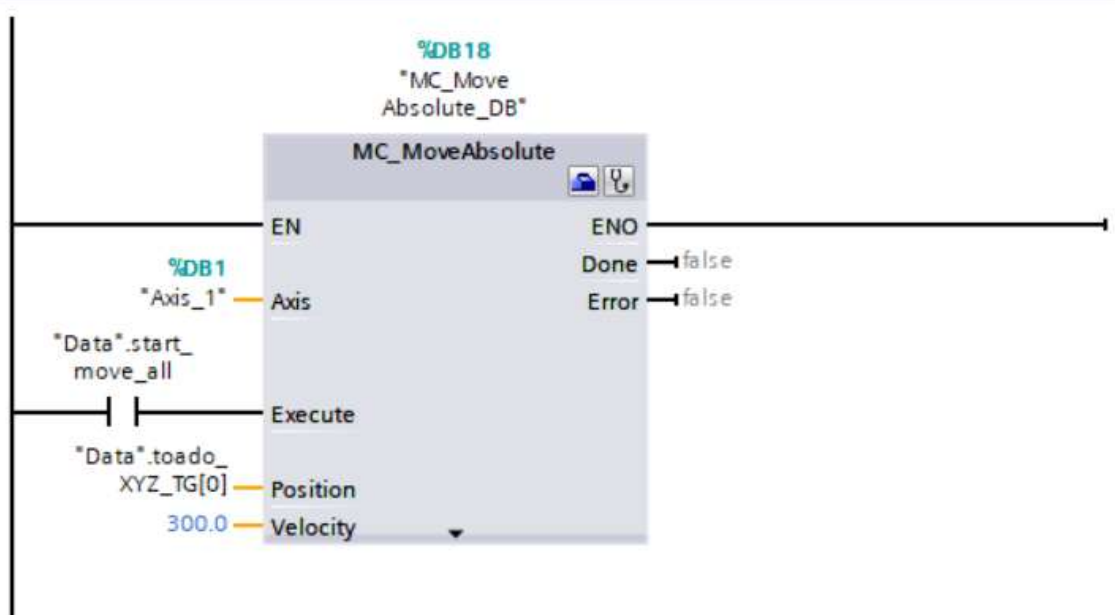 %DB18
"MC_Move
Absolute_DB"
MC_MoveAbsolute
EN
ENO
%DB1
Done
false
"Axis_1"
Axis
Error
false
"Data".start_
move_all
Execute
"Data".toado_
XYZ_TG[0]
Position
300.0
Velocity